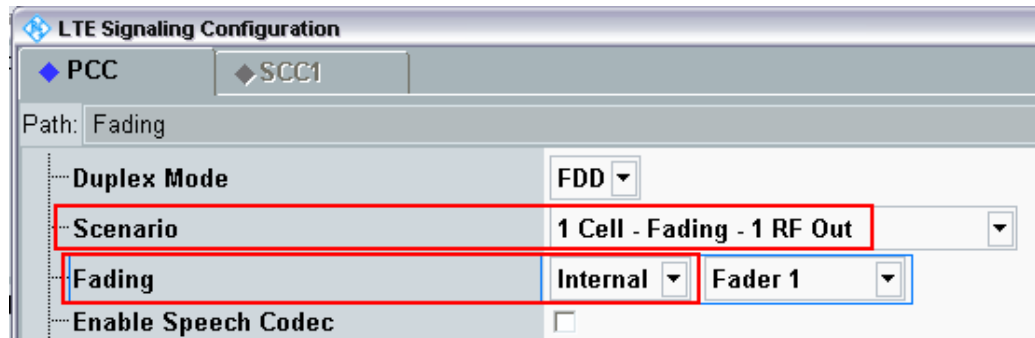 LTE Signaling Configuration
PCC SCC1
Path: Fading
Duplex Mode FDD
Scenario 1 Cell - Fading - 1 RF Out
Fading Internal Fader 1
Enable Speech Codec